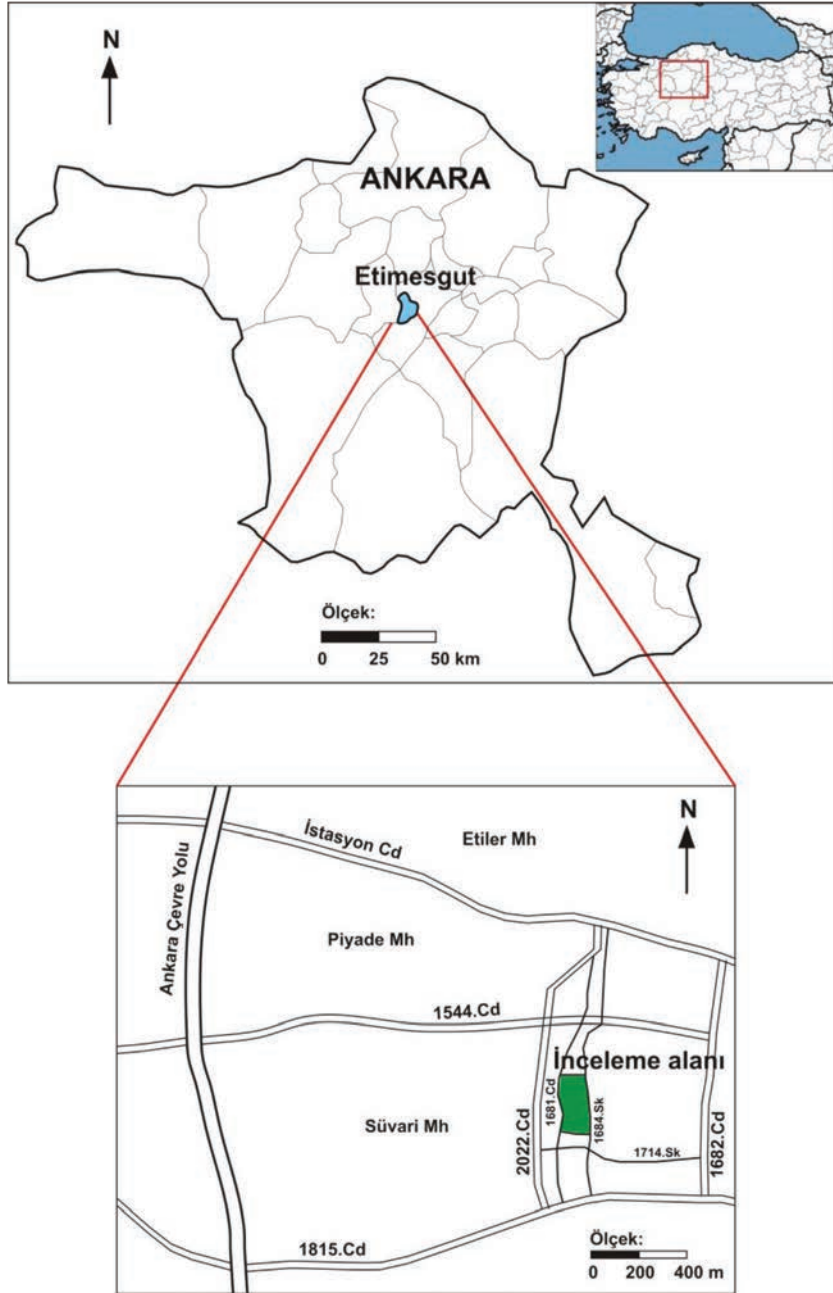 N
ANKARA
Etimesgut
Ölçek:
0 25 50 km
N
Etiler Mh
İstasyon Cd
Ankara Çevre Yolu
Piyade Mh
1544.Cd
İnceleme alanı
1681.Cd
1684.Sk
Süvari Mh
2022.Cd
1682.Cd
1714.Sk
1815.Cd
Ölçek:
0 200 400 m